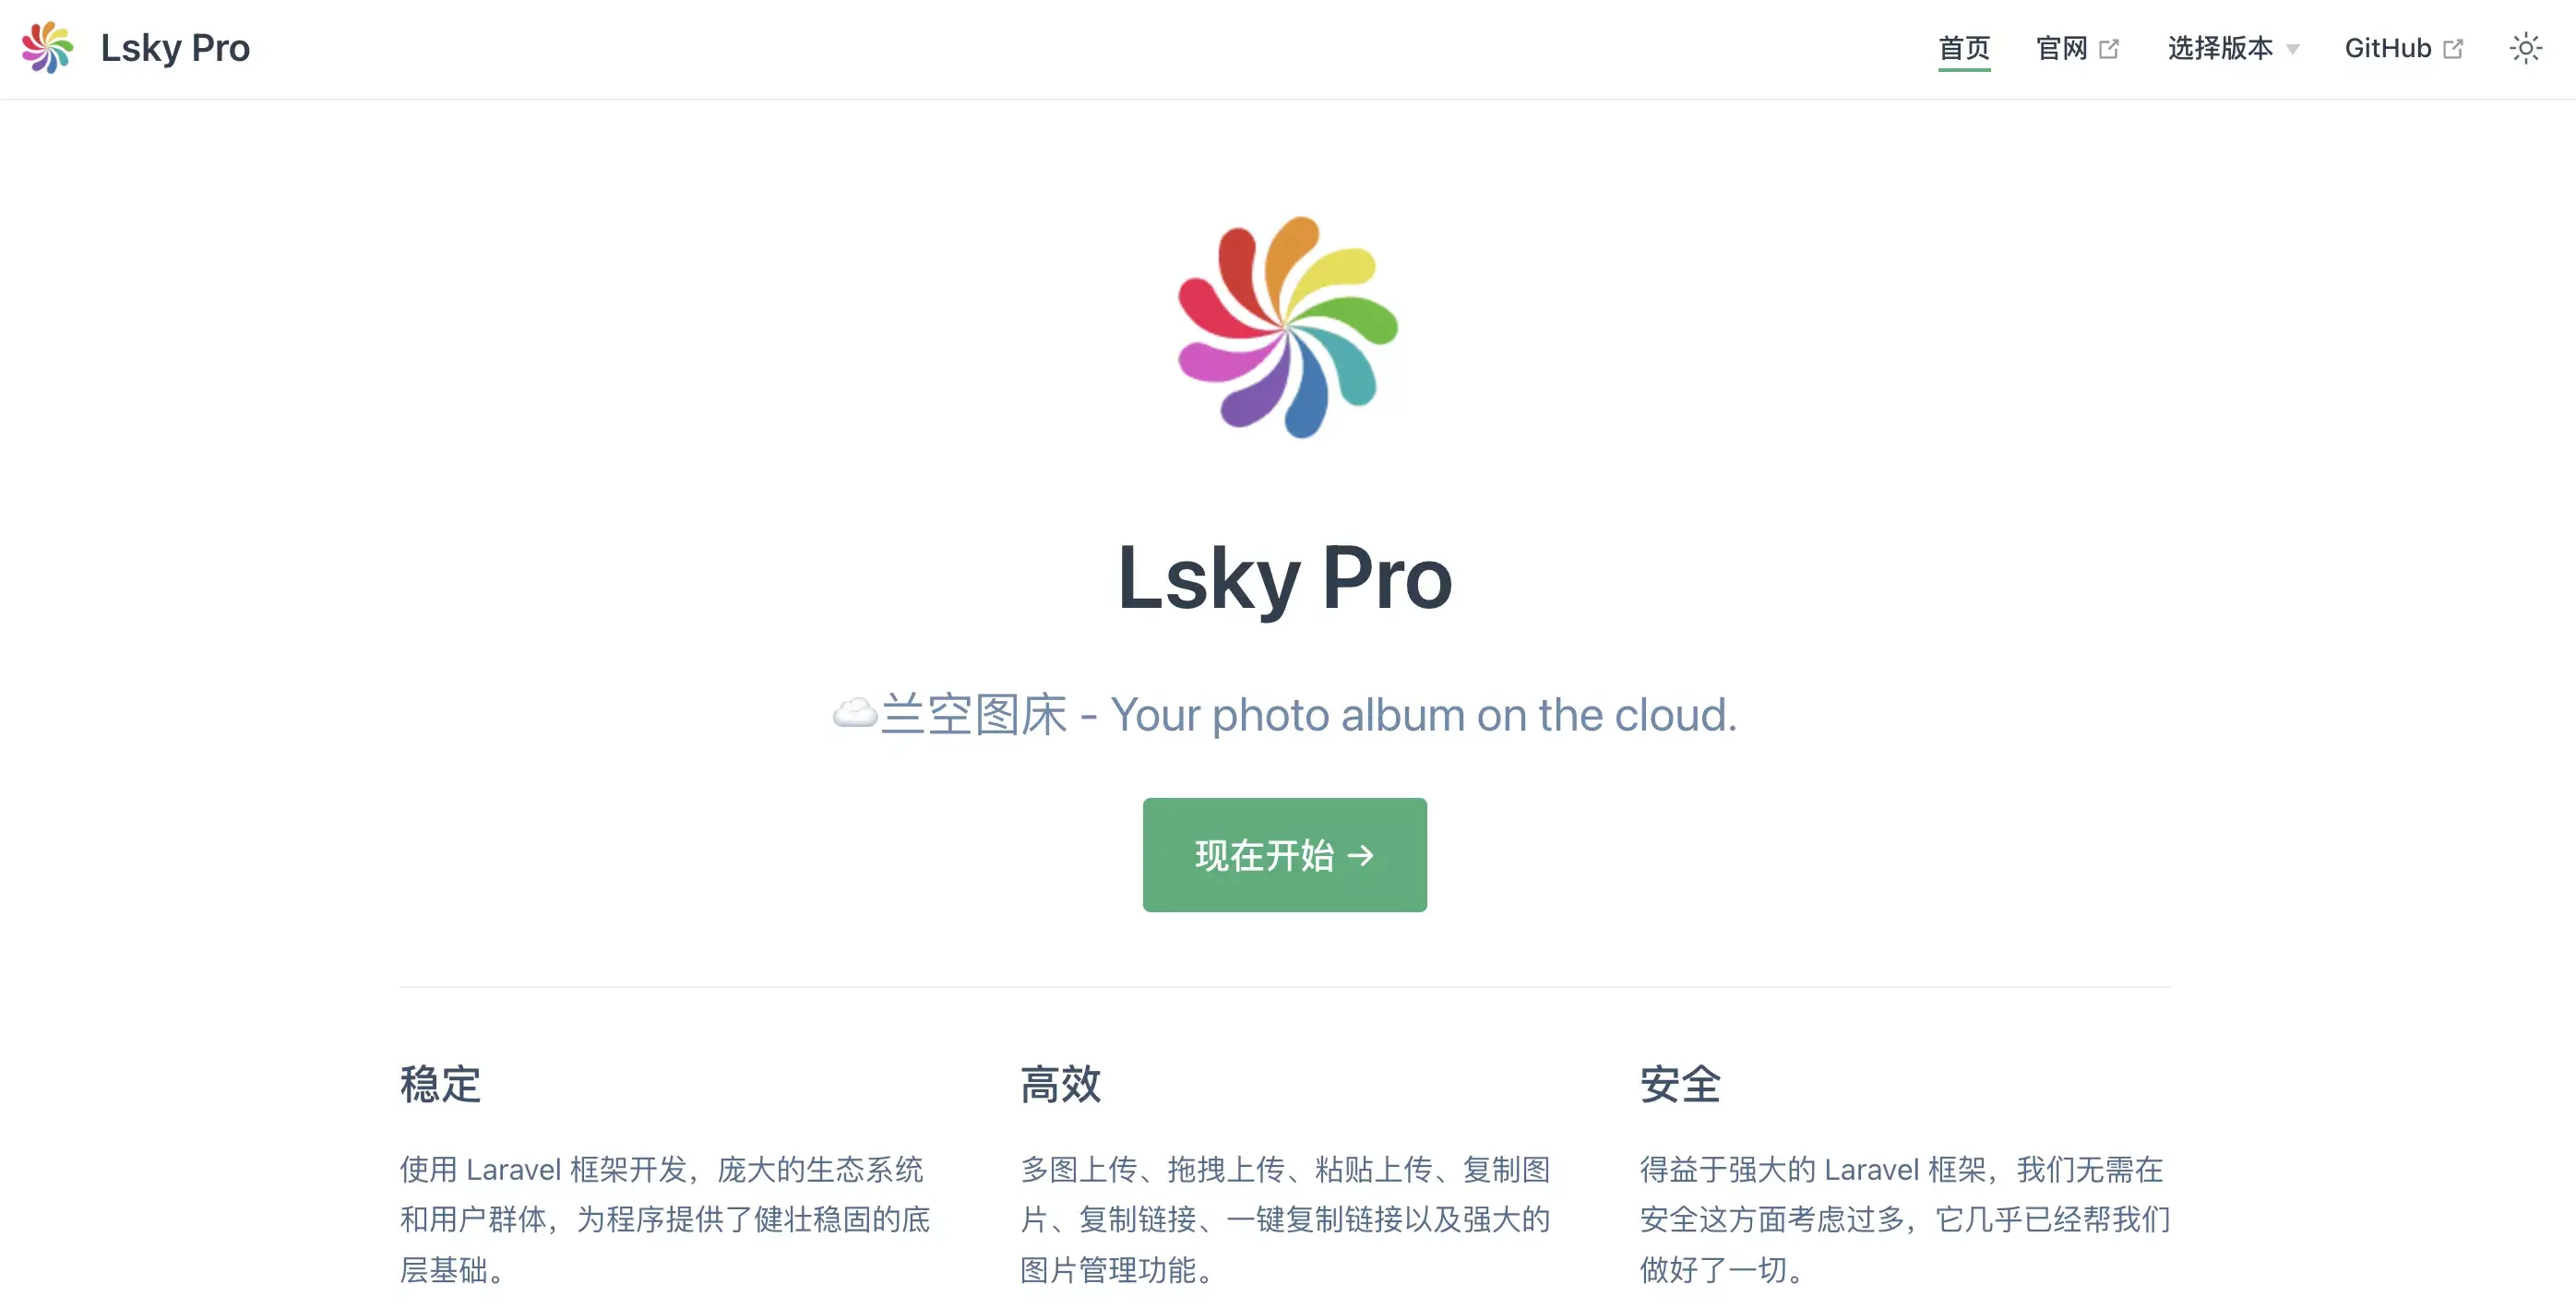 Lsky Pro
首页 官网 选择版本 GitHub
Lsky Pro
☁️兰空图床 - Your photo album on the cloud.
现在开始 →
稳定
使用 Laravel 框架开发，庞大的生态系统
和用户群体，为程序提供了健壮稳固的底
层基础。
高效
多图上传、拖拽上传、粘贴上传、复制图
片、复制链接、一键复制链接以及强大的
图片管理功能。
安全
得益于强大的 Laravel 框架，我们无需在
安全这方面考虑过多，它几乎已经帮我们
做好了一切。